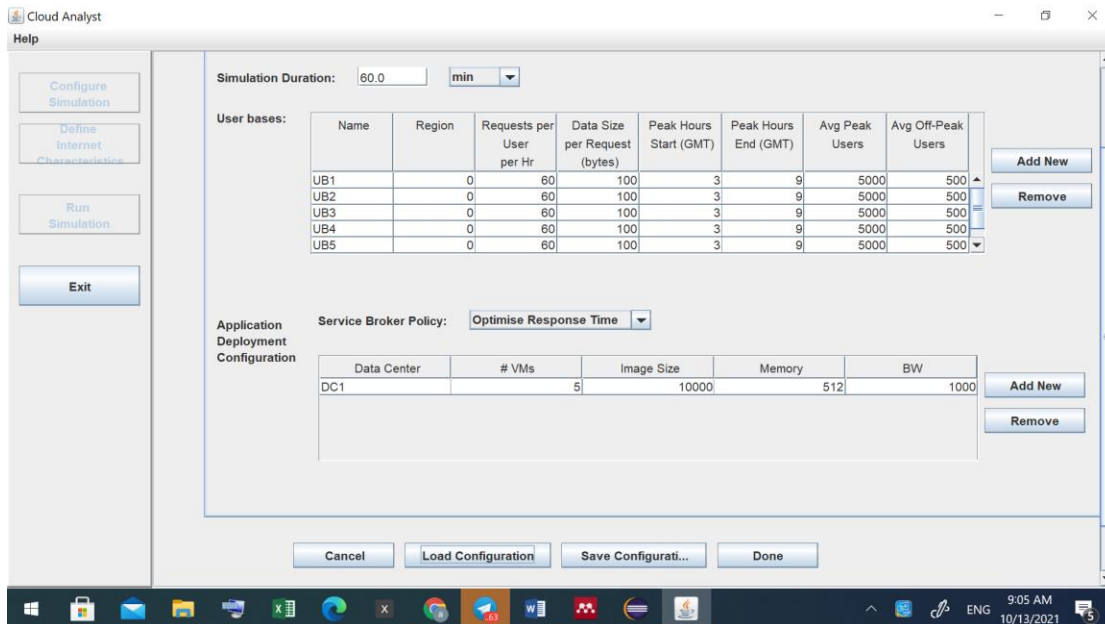 Cloud Analyst
Help
Configure
Simulation
Define
Internet
Characteristics
Run
Simulation
Exit
Simulation Duration: 60.0 min
User bases:
Name Region Requests per User per Hr Data Size per Request (bytes) Peak Hours Start (GMT) Peak Hours End (GMT) Avg Peak Users Avg Off-Peak Users
UB1 0 60 100 3 9 5000 500
UB2 0 60 100 3 9 5000 500
UB3 0 60 100 3 9 5000 500
UB4 0 60 100 3 9 5000 500
UB5 0 60 100 3 9 5000 500
Add New
Remove
Application
Deployment
Configuration
Service Broker Policy: Optimise Response Time
Data Center # VMs Image Size Memory BW
DC1 5 10000 512 1000
Add New
Remove
Cancel Load Configuration Save Configurati... Done
ENG 9:05 AM
10/13/2021